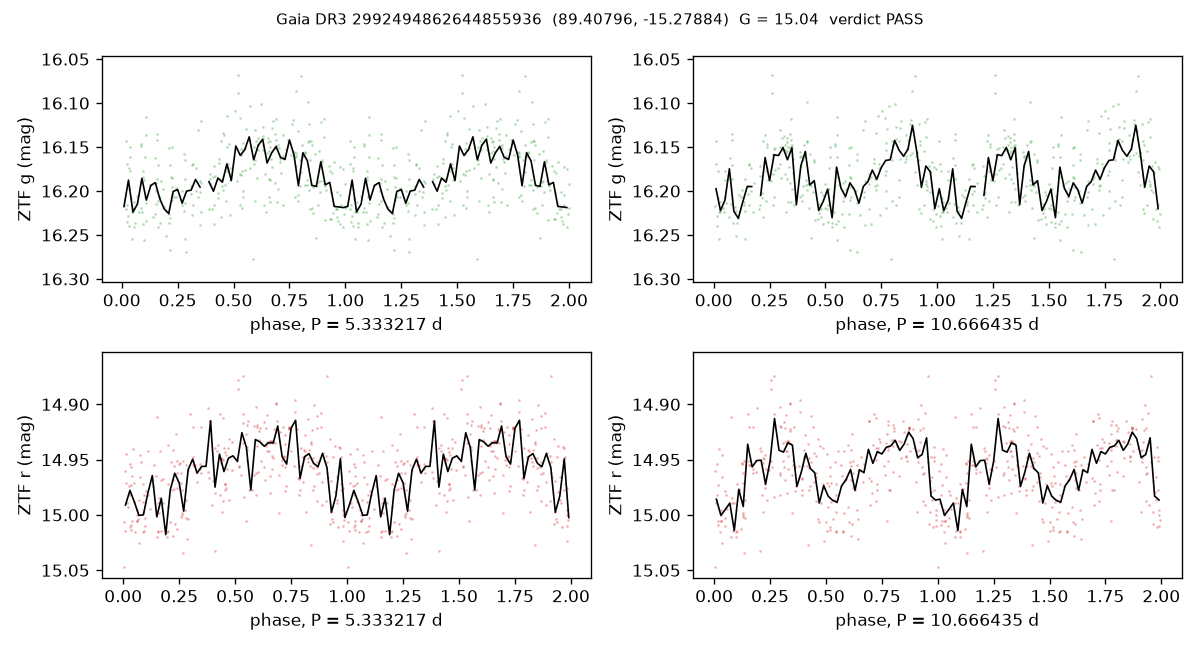 Gaia DR3 2992494862644855936  (89.40796, -15.27884)  G = 15.04  verdict PASS
ZTF g (mag)
16.05
16.10
16.15
16.20
16.25
16.30
0.00 0.25 0.50 0.75 1.00 1.25 1.50 1.75 2.00
phase, P = 5.333217 d
ZTF g (mag)
16.05
16.10
16.15
16.20
16.25
16.30
0.00 0.25 0.50 0.75 1.00 1.25 1.50 1.75 2.00
phase, P = 10.666435 d
ZTF r (mag)
14.90
14.95
15.00
15.05
0.00 0.25 0.50 0.75 1.00 1.25 1.50 1.75 2.00
phase, P = 5.333217 d
ZTF r (mag)
14.90
14.95
15.00
15.05
0.00 0.25 0.50 0.75 1.00 1.25 1.50 1.75 2.00
phase, P = 10.666435 d